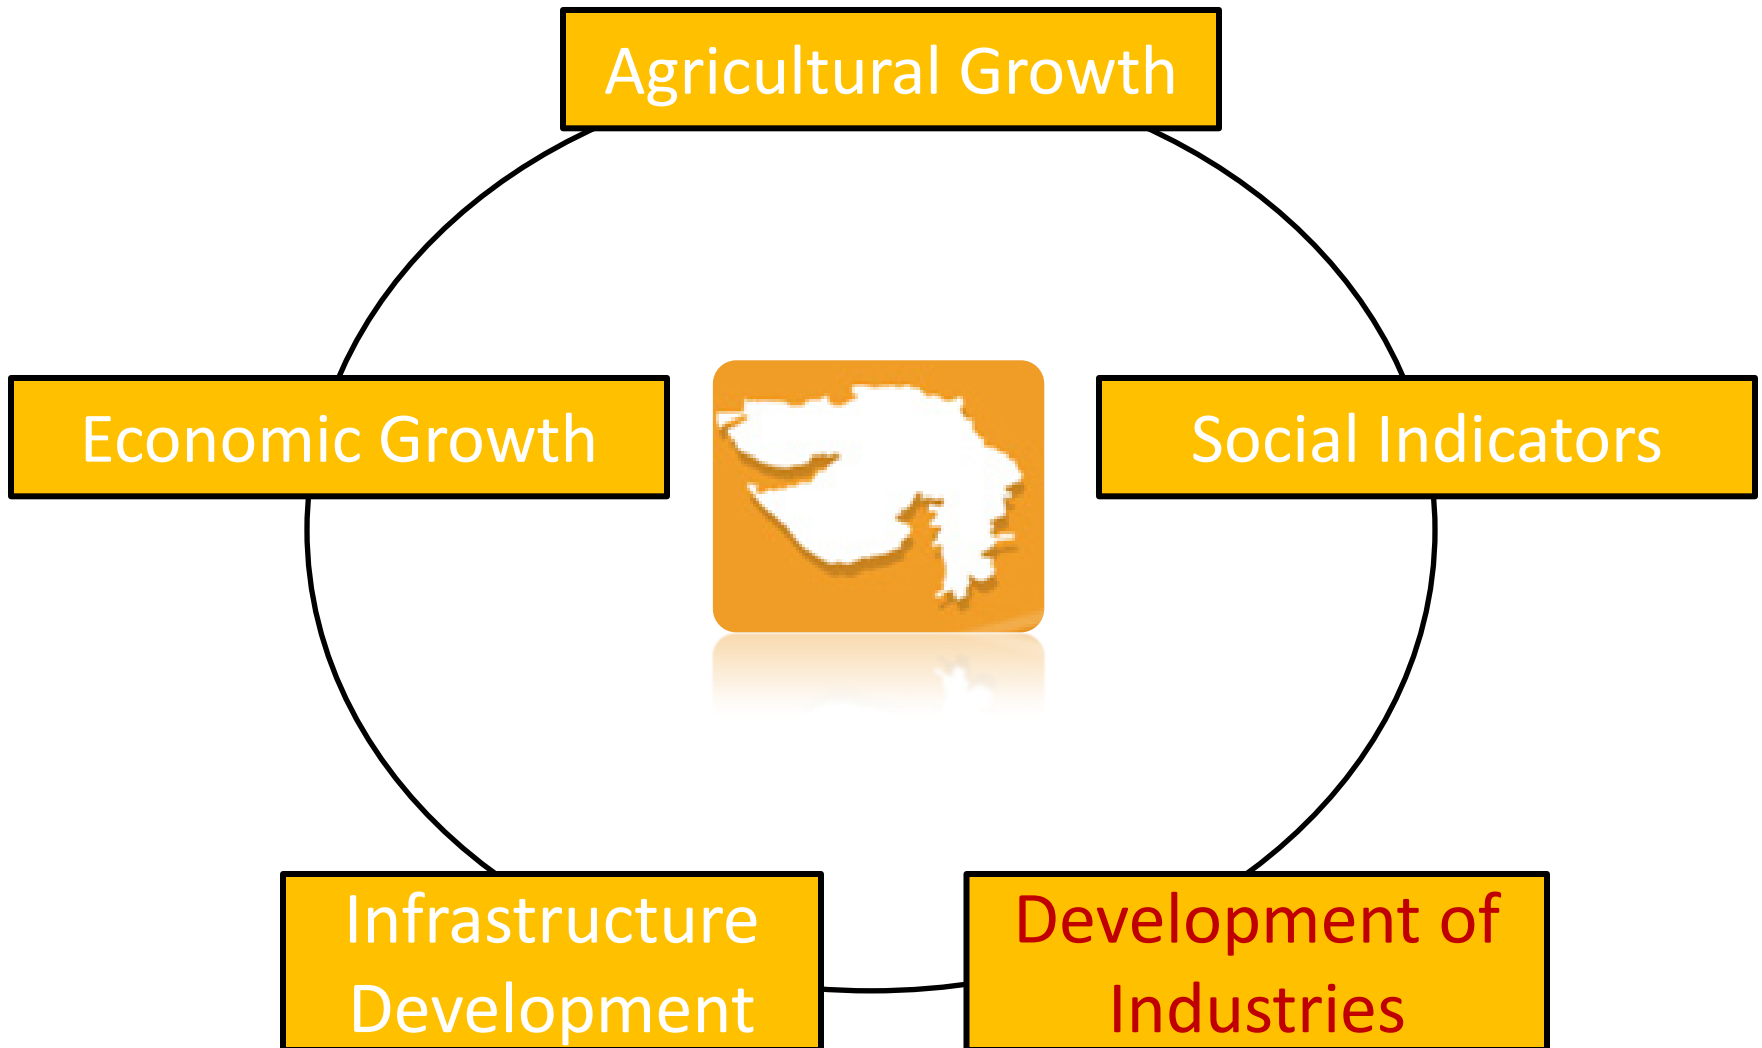 Agricultural Growth
Economic Growth
Social Indicators
Infrastructure
Development
Development of
Industries